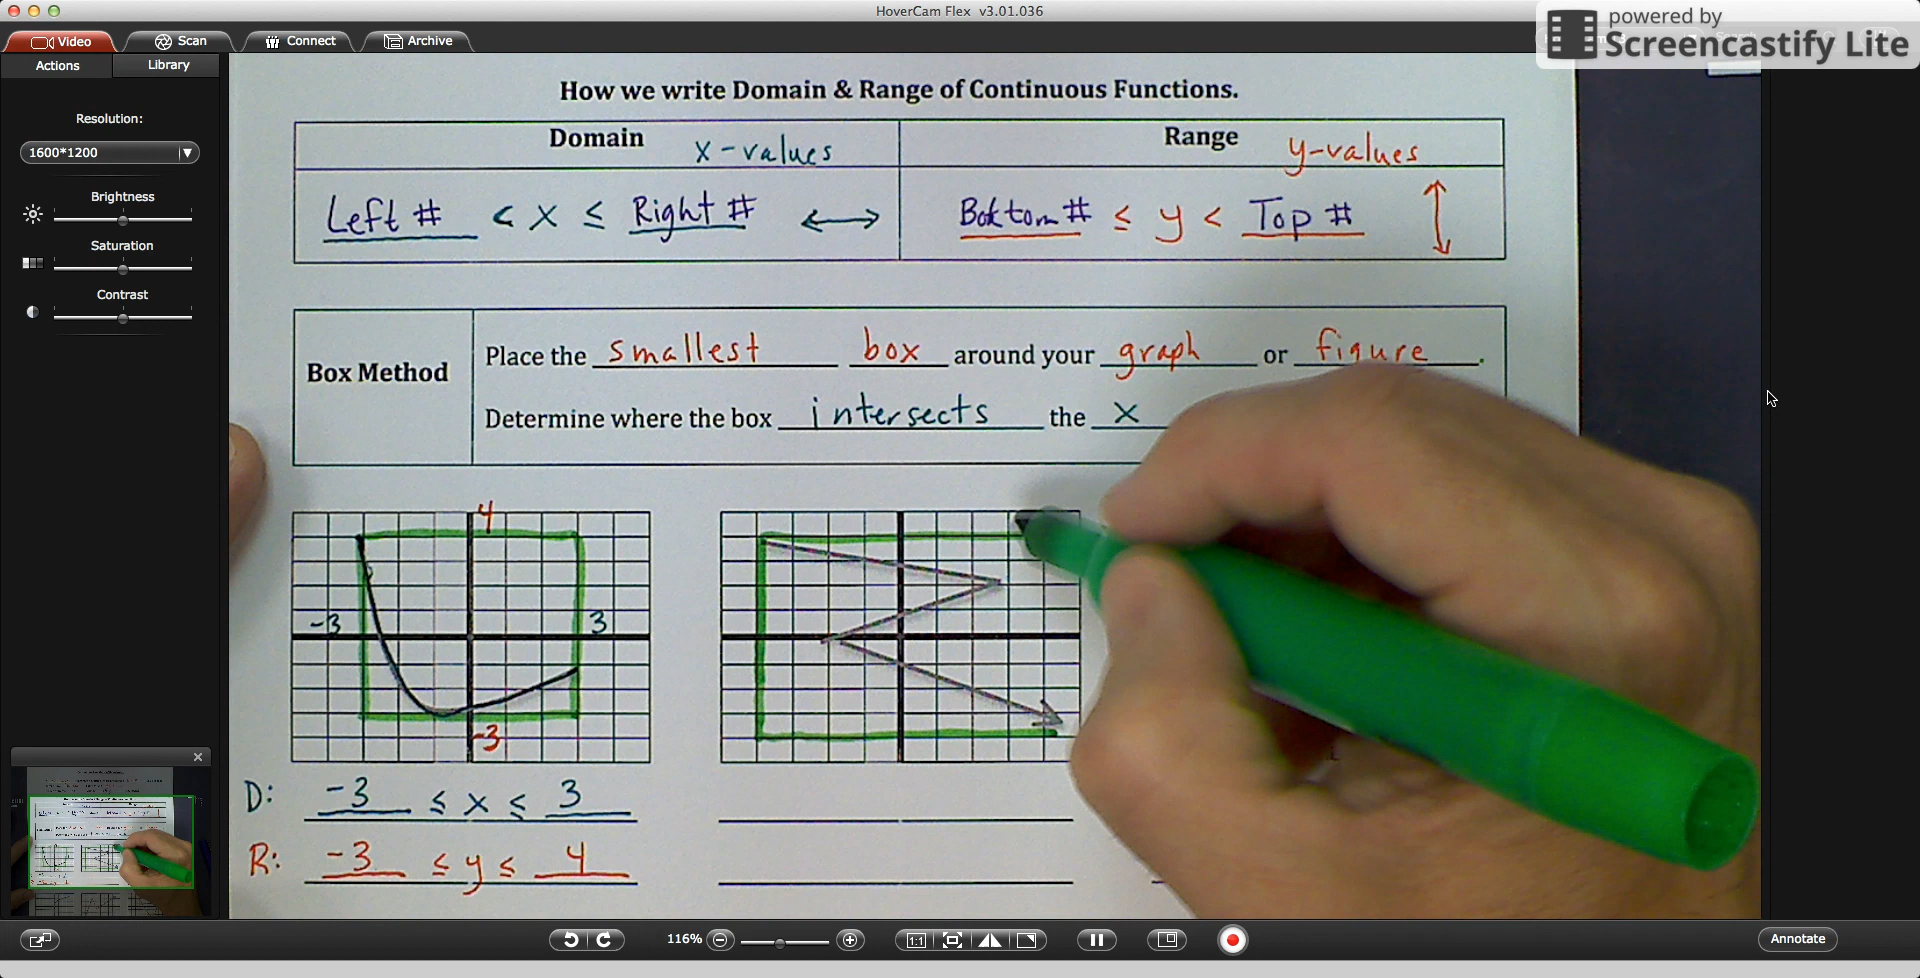 HoverCam Flex v3.01.036
powered by
Screencastify Lite
Video Scan Connect Archive
Actions Library
Resolution:
1600*1200
Brightness
Saturation
Contrast
How we write Domain & Range of Continuous Functions.
Domain x-values Range y-values
Left # < x ≤ Right # ↔ Bottom # ≤ y < Top # ↕
Box Method
Place the smallest box around your graph or figure.
Determine where the box intersects the x
4
-3 3
-3
D: -3 ≤ x ≤ 3
R: -3 ≤ y ≤ 4
116% 1:1 Annotate